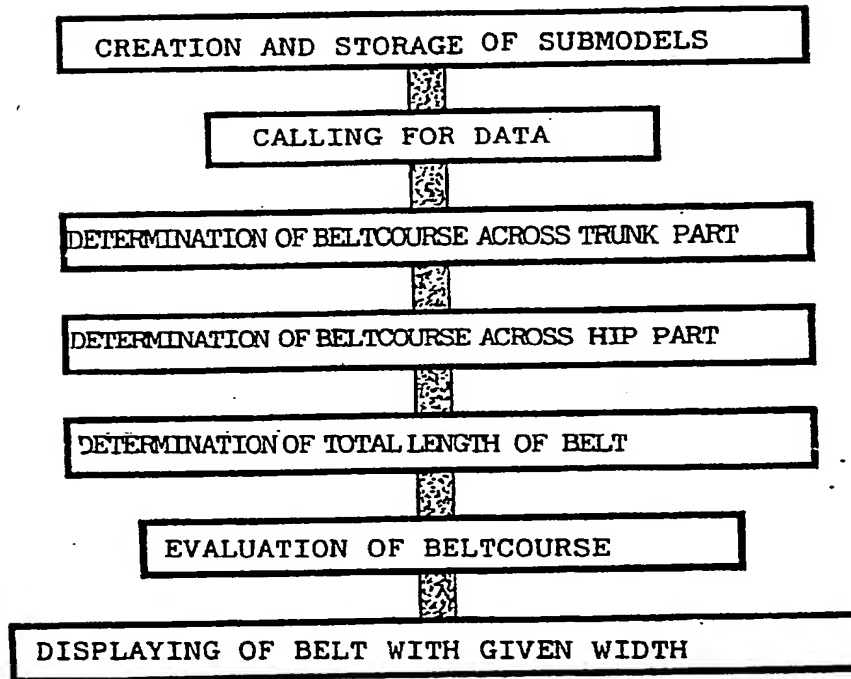 CREATION AND STORAGE OF SUBMODELS
CALLING FOR DATA
DETERMINATION OF BELTCOURSE ACROSS TRUNK PART
DETERMINATION OF BELTCOURSE ACROSS HIP PART
DETERMINATION OF TOTAL LENGTH OF BELT
EVALUATION OF BELTCOURSE
DISPLAYING OF BELT WITH GIVEN WIDTH